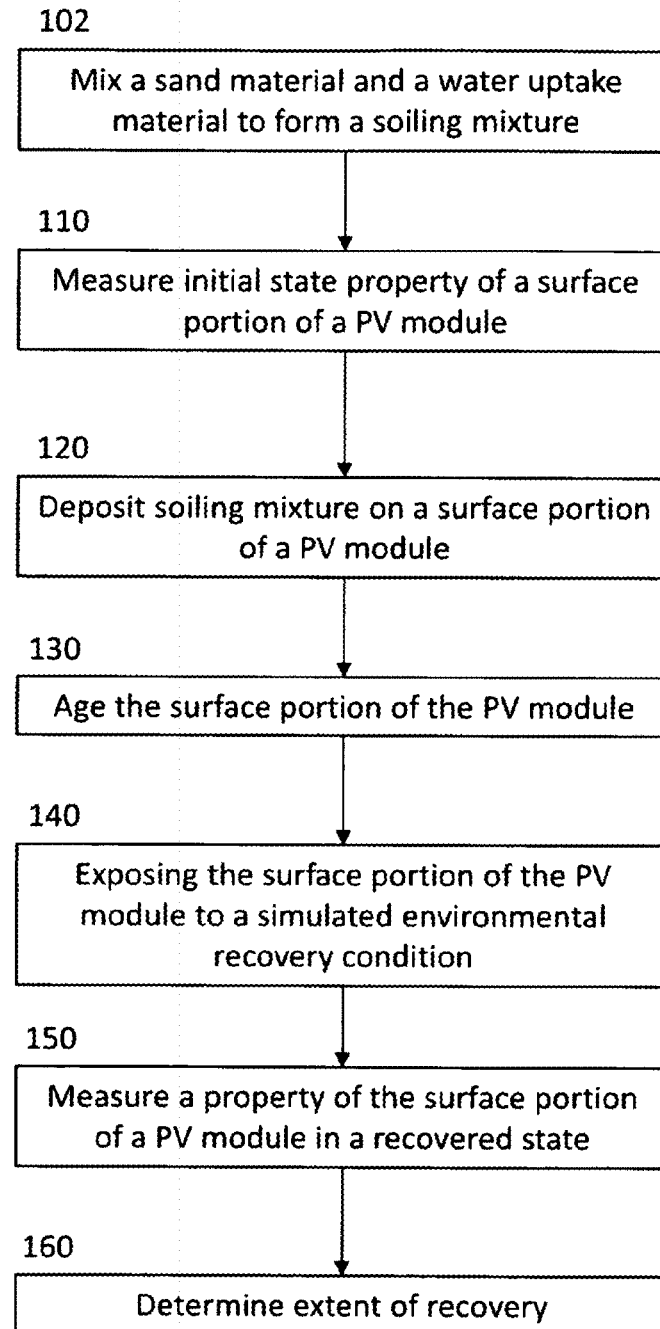 102
Mix a sand material and a water uptake
material to form a soiling mixture
110
Measure initial state property of a surface
portion of a PV module
120
Deposit soiling mixture on a surface portion
of a PV module
130
Age the surface portion of the PV module
140
Exposing the surface portion of the PV
module to a simulated environmental
recovery condition
150
Measure a property of the surface portion
of a PV module in a recovered state
160
Determine extent of recovery